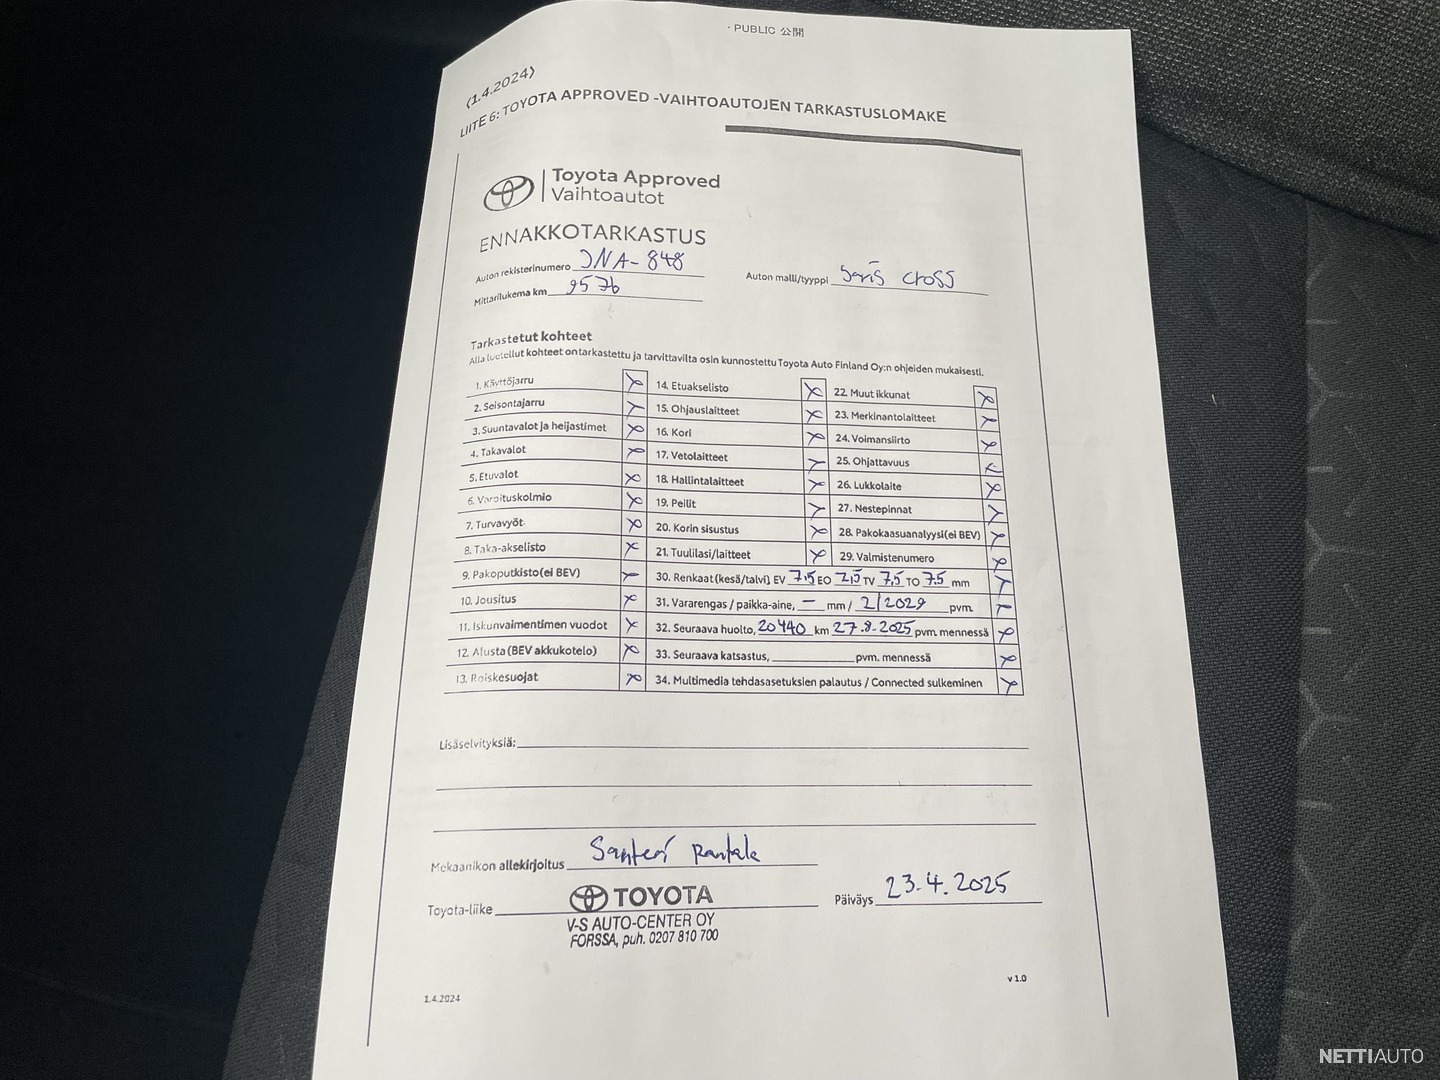 · PUBLIC 公開
(1.4.2024)
LIITE 6: TOYOTA APPROVED -VAIHTOAUTOJEN TARKASTUSLOMAKE
Toyota Approved
Vaihtoautot
ENNAKKOTARKASTUS
Auton rekisterinumero JNA-848 Auton malli/tyyppi Yaris cross
Mittarilukema km 9576
Tarkastetut kohteet
Alla luetellut kohteet on tarkastettu ja tarvittavilta osin kunnostettu Toyota Auto Finland Oy:n ohjeiden mukaisesti.
1. Käyttöjarru X 14. Etuakselisto X 22. Muut ikkunat X
2. Seisontajarru X 15. Ohjauslaitteet X 23. Merkinantolaitteet X
3. Suuntavalot ja heijastimet X 16. Kori X 24. Voimansiirto X
4. Takavalot X 17. Vetolaitteet X 25. Ohjattavuus X
5. Etuvalot X 18. Hallintalaitteet X 26. Lukkolaite X
6. Varoituskolmio X 19. Peilit X 27. Nestepinnat X
7. Turvavyöt X 20. Korin sisustus X 28. Pakokaasuanalyysi(ei BEV) X
8. Taka-akselisto X 21. Tuulilasi/laitteet X 29. Valmistenumero X
9. Pakoputkisto(ei BEV) X 30. Renkaat (kesä/talvi) EV 7,5 EO 7,5 TV 7,5 TO 7.5 mm X
10. Jousitus X 31. Vararengas / paikka-aine, – mm / 2/2029 pvm. X
11. Iskunvaimentimen vuodot X 32. Seuraava huolto, 20440 km 27.8.2025 pvm. mennessä X
12. Alusta (BEV akkukotelo) X 33. Seuraava katsastus, pvm. mennessä X
13. Roiskesuojat X 34. Multimedia tehdasasetuksien palautus / Connected sulkeminen X
Lisäselvityksiä:
Mekaanikon allekirjoitus Santeri Rantala
Toyota-liike TOYOTA Päiväys 23.4.2025
V-S AUTO-CENTER OY
FORSSA, puh. 0207 810 700
v 1.0
1.4.2024
NETTIAUTO